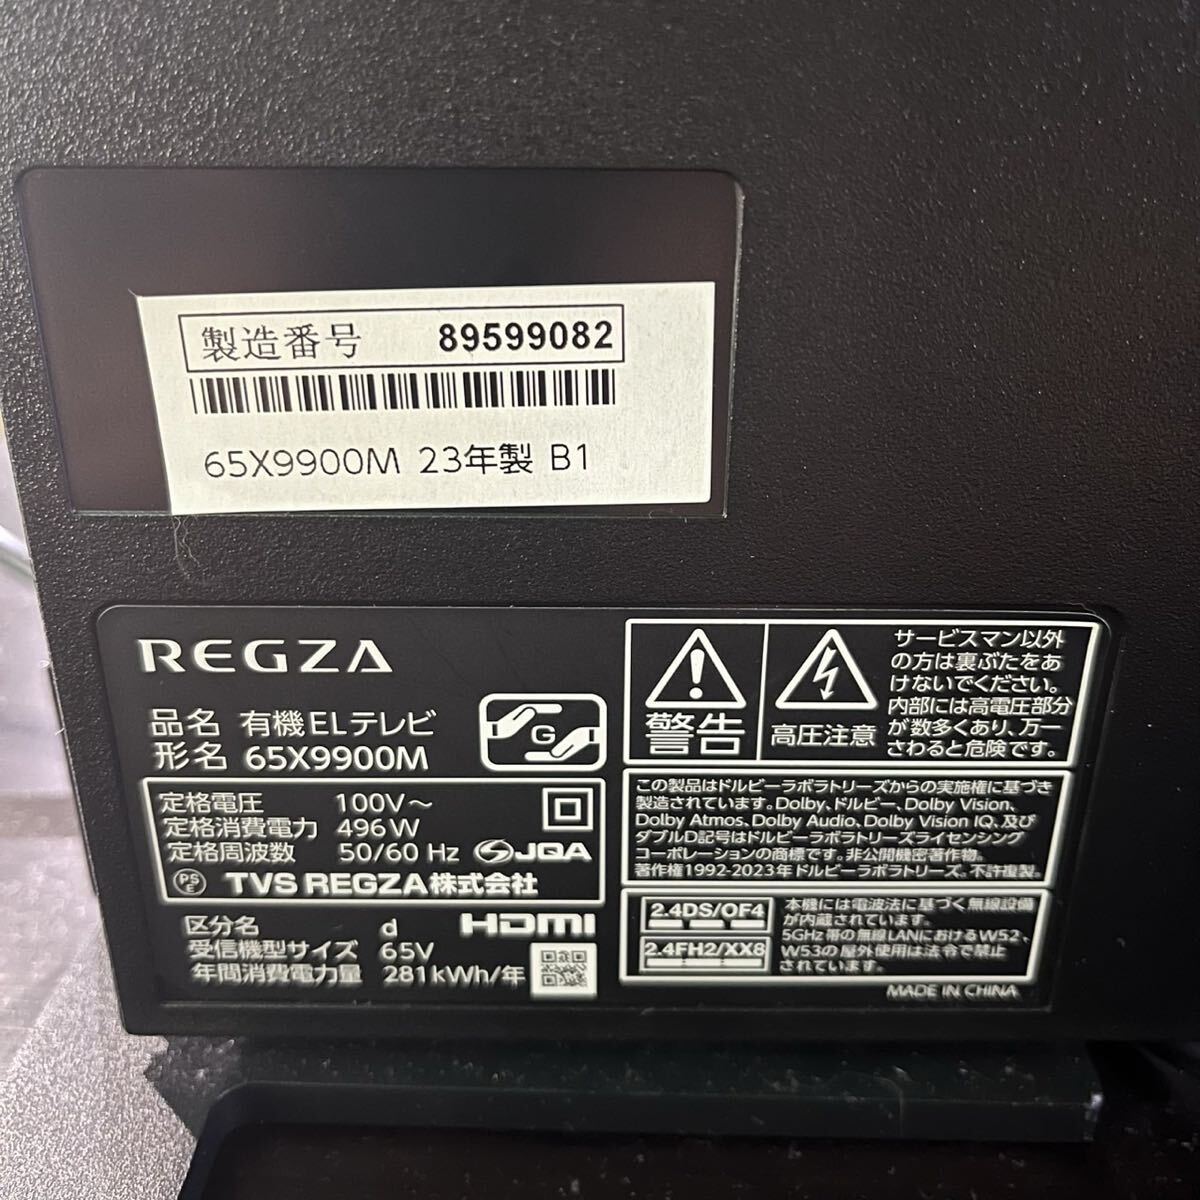 製造番号 89599082
65X9900M 23年製 B1
REGZA
品名 有機ELテレビ
形名 65X9900M
G
定格電圧 100V～
定格消費電力 496W
定格周波数 50/60 Hz JQA
PS E TVS REGZA株式会社
区分名 d HDMI
受信機型サイズ 65V
年間消費電力量 281kWh/年
警告
高圧注意
サービスマン以外
の方は裏ぶたをあ
けないでください。
内部には高電圧部分
が数多くあり、万一
さわると危険です。
この製品はドルビーラボラトリーズからの実施権に基づき
製造されています。Dolby、ドルビー、Dolby Vision、
Dolby Atmos、Dolby Audio、Dolby Vision IQ、及び
ダブルD記号はドルビーラボラトリーズライセンシング
コーポレーションの商標です。非公開機密著作物。
著作権1992-2023年ドルビーラボラトリーズ。不許複製。
2.4DS/OF4
2.4FH2/XX8
本機には電波法に基づく無線設備
が内蔵されています。
5GHz帯の無線LANにおけるW52、
W53の屋外使用は法令で禁止
されています。
MADE IN CHINA